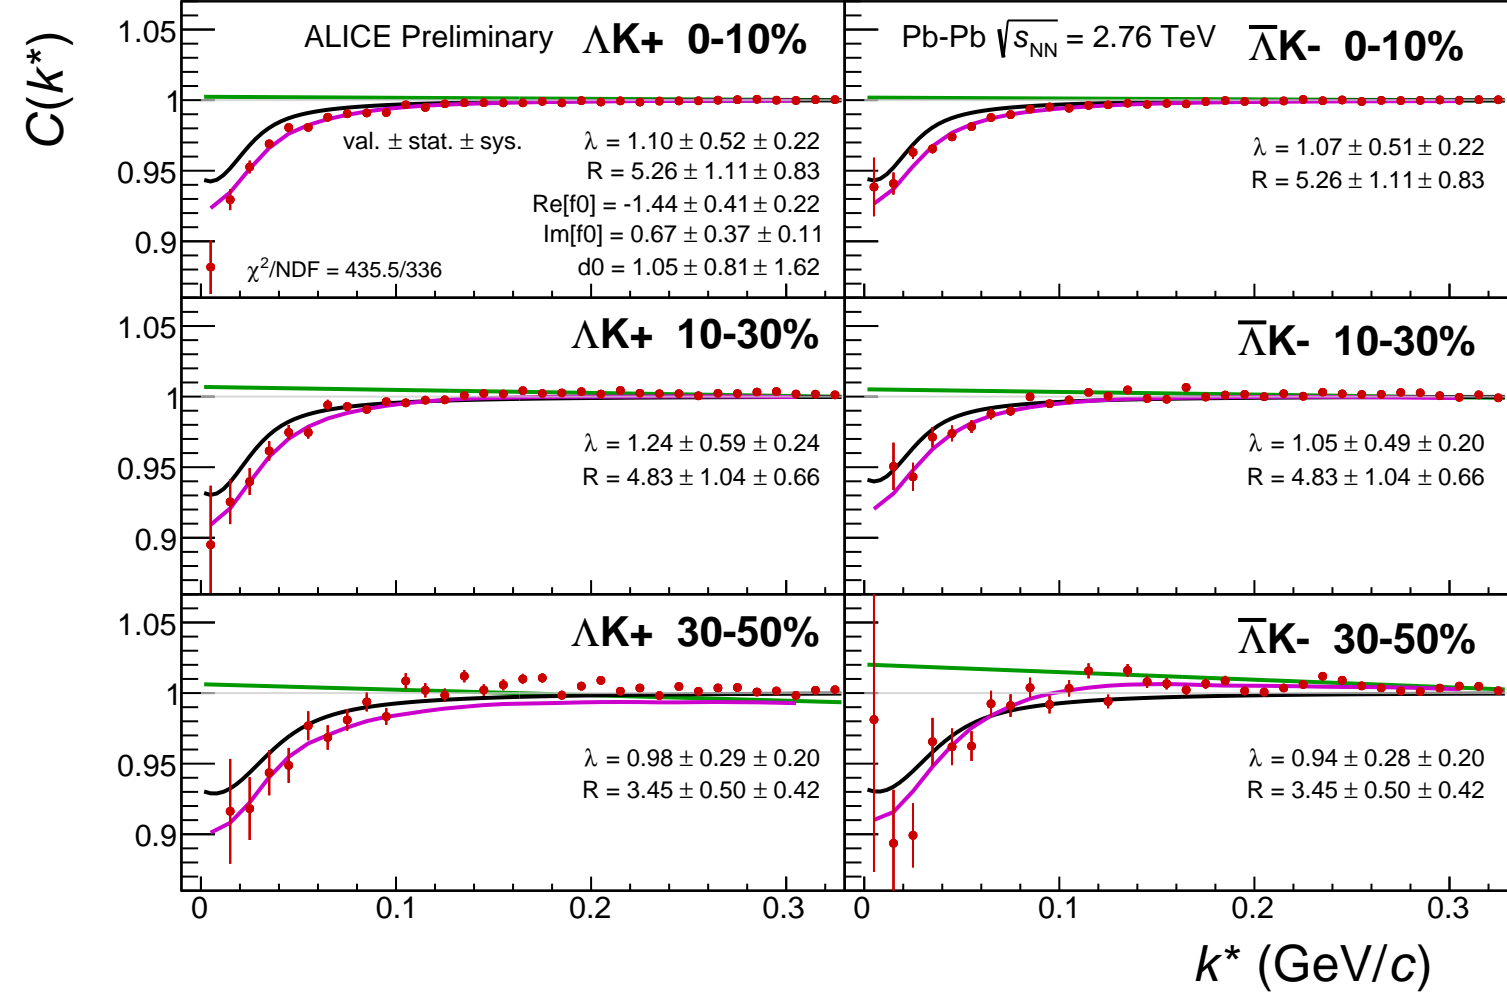 C(k*)
1.05
1
0.95
0.9
ALICE Preliminary
ΛK+ 0-10%
val. ± stat. ± sys.
λ = 1.10 ± 0.52 ± 0.22
R = 5.26 ± 1.11 ± 0.83
Re[f0] = -1.44 ± 0.41 ± 0.22
Im[f0] = 0.67 ± 0.37 ± 0.11
d0 = 1.05 ± 0.81 ± 1.62
χ²/NDF = 435.5/336
Pb-Pb √s_NN = 2.76 TeV
Λ̅K- 0-10%
λ = 1.07 ± 0.51 ± 0.22
R = 5.26 ± 1.11 ± 0.83
1.05
1
0.95
0.9
ΛK+ 10-30%
λ = 1.24 ± 0.59 ± 0.24
R = 4.83 ± 1.04 ± 0.66
Λ̅K- 10-30%
λ = 1.05 ± 0.49 ± 0.20
R = 4.83 ± 1.04 ± 0.66
1.05
1
0.95
0.9
ΛK+ 30-50%
λ = 0.98 ± 0.29 ± 0.20
R = 3.45 ± 0.50 ± 0.42
Λ̅K- 30-50%
λ = 0.94 ± 0.28 ± 0.20
R = 3.45 ± 0.50 ± 0.42
0 0.1 0.2 0.3
0 0.1 0.2 0.3
k* (GeV/c)